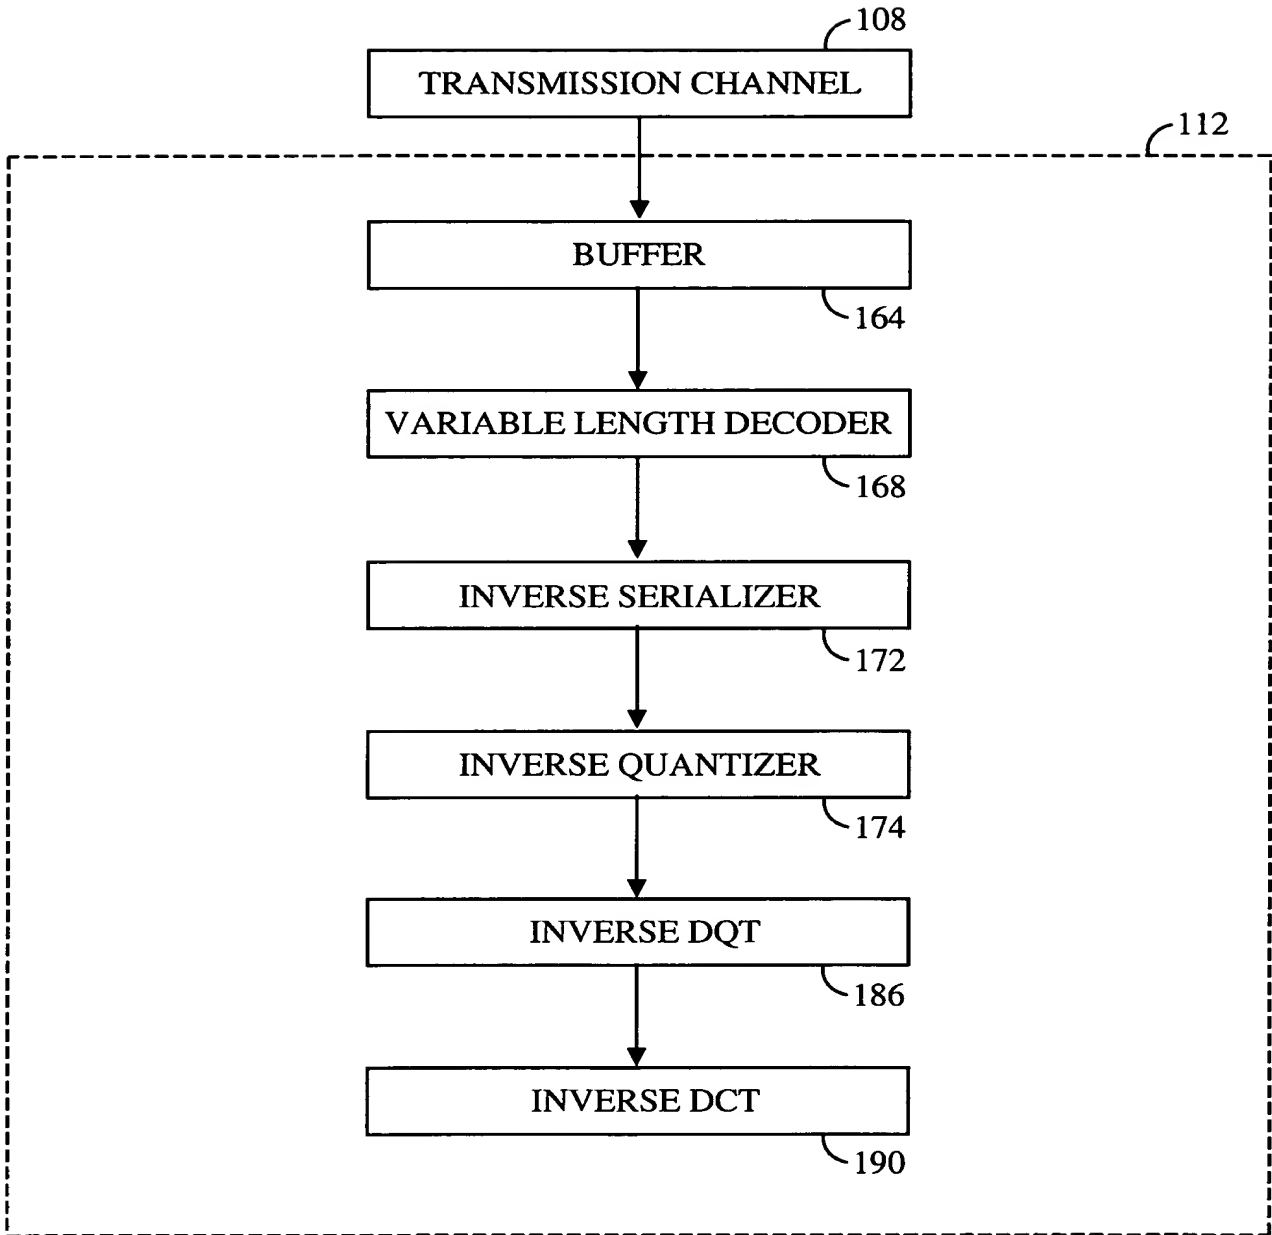 108
TRANSMISSION CHANNEL
112
BUFFER
164
VARIABLE LENGTH DECODER
168
INVERSE SERIALIZER
172
INVERSE QUANTIZER
174
INVERSE DQT
186
INVERSE DCT
190